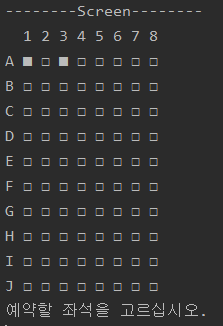 --------Screen--------
1 2 3 4 5 6 7 8
A ■ □ ■ □ □ □ □ □
B □ □ □ □ □ □ □ □
C □ □ □ □ □ □ □ □
D □ □ □ □ □ □ □ □
E □ □ □ □ □ □ □ □
F □ □ □ □ □ □ □ □
G □ □ □ □ □ □ □ □
H □ □ □ □ □ □ □ □
I □ □ □ □ □ □ □ □
J □ □ □ □ □ □ □ □
예약할 좌석을 고르십시오.